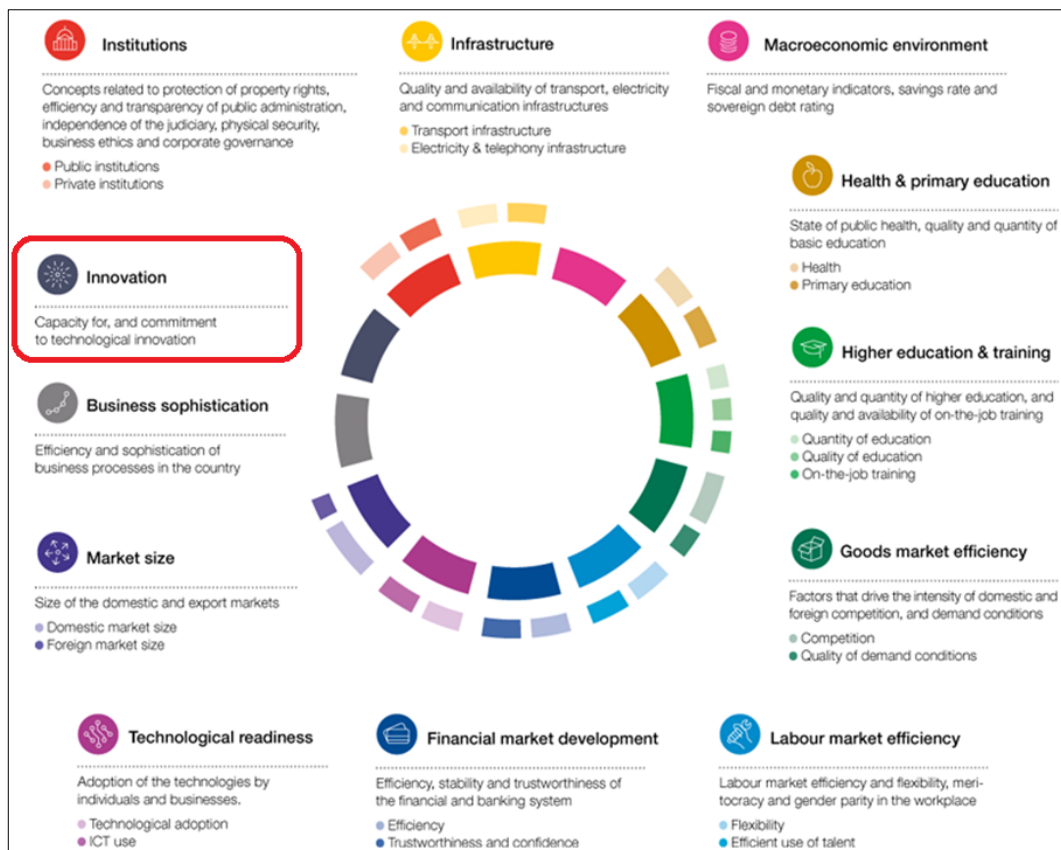 Institutions
Concepts related to protection of property rights,
efficiency and transparency of public administration,
independence of the judiciary, physical security,
business ethics and corporate governance
Public institutions
Private institutions
Infrastructure
Quality and availability of transport, electricity
and communication infrastructures
Transport infrastructure
Electricity & telephony infrastructure
Macroeconomic environment
Fiscal and monetary indicators, savings rate and
sovereign debt rating
Health & primary education
State of public health, quality and quantity of
basic education
Health
Primary education
Innovation
Capacity for, and commitment
to technological innovation
Higher education & training
Quality and quantity of higher education, and
quality and availability of on-the-job training
Quantity of education
Quality of education
On-the-job training
Business sophistication
Efficiency and sophistication of
business processes in the country
Market size
Size of the domestic and export markets
Domestic market size
Foreign market size
Goods market efficiency
Factors that drive the intensity of domestic and
foreign competition, and demand conditions
Competition
Quality of demand conditions
Technological readiness
Adoption of the technologies by
individuals and businesses.
Technological adoption
ICT use
Financial market development
Efficiency, stability and trustworthiness of
the financial and banking system
Efficiency
Trustworthiness and confidence
Labour market efficiency
Labour market efficiency and flexibility, meri-
tocracy and gender parity in the workplace
Flexibility
Efficient use of talent